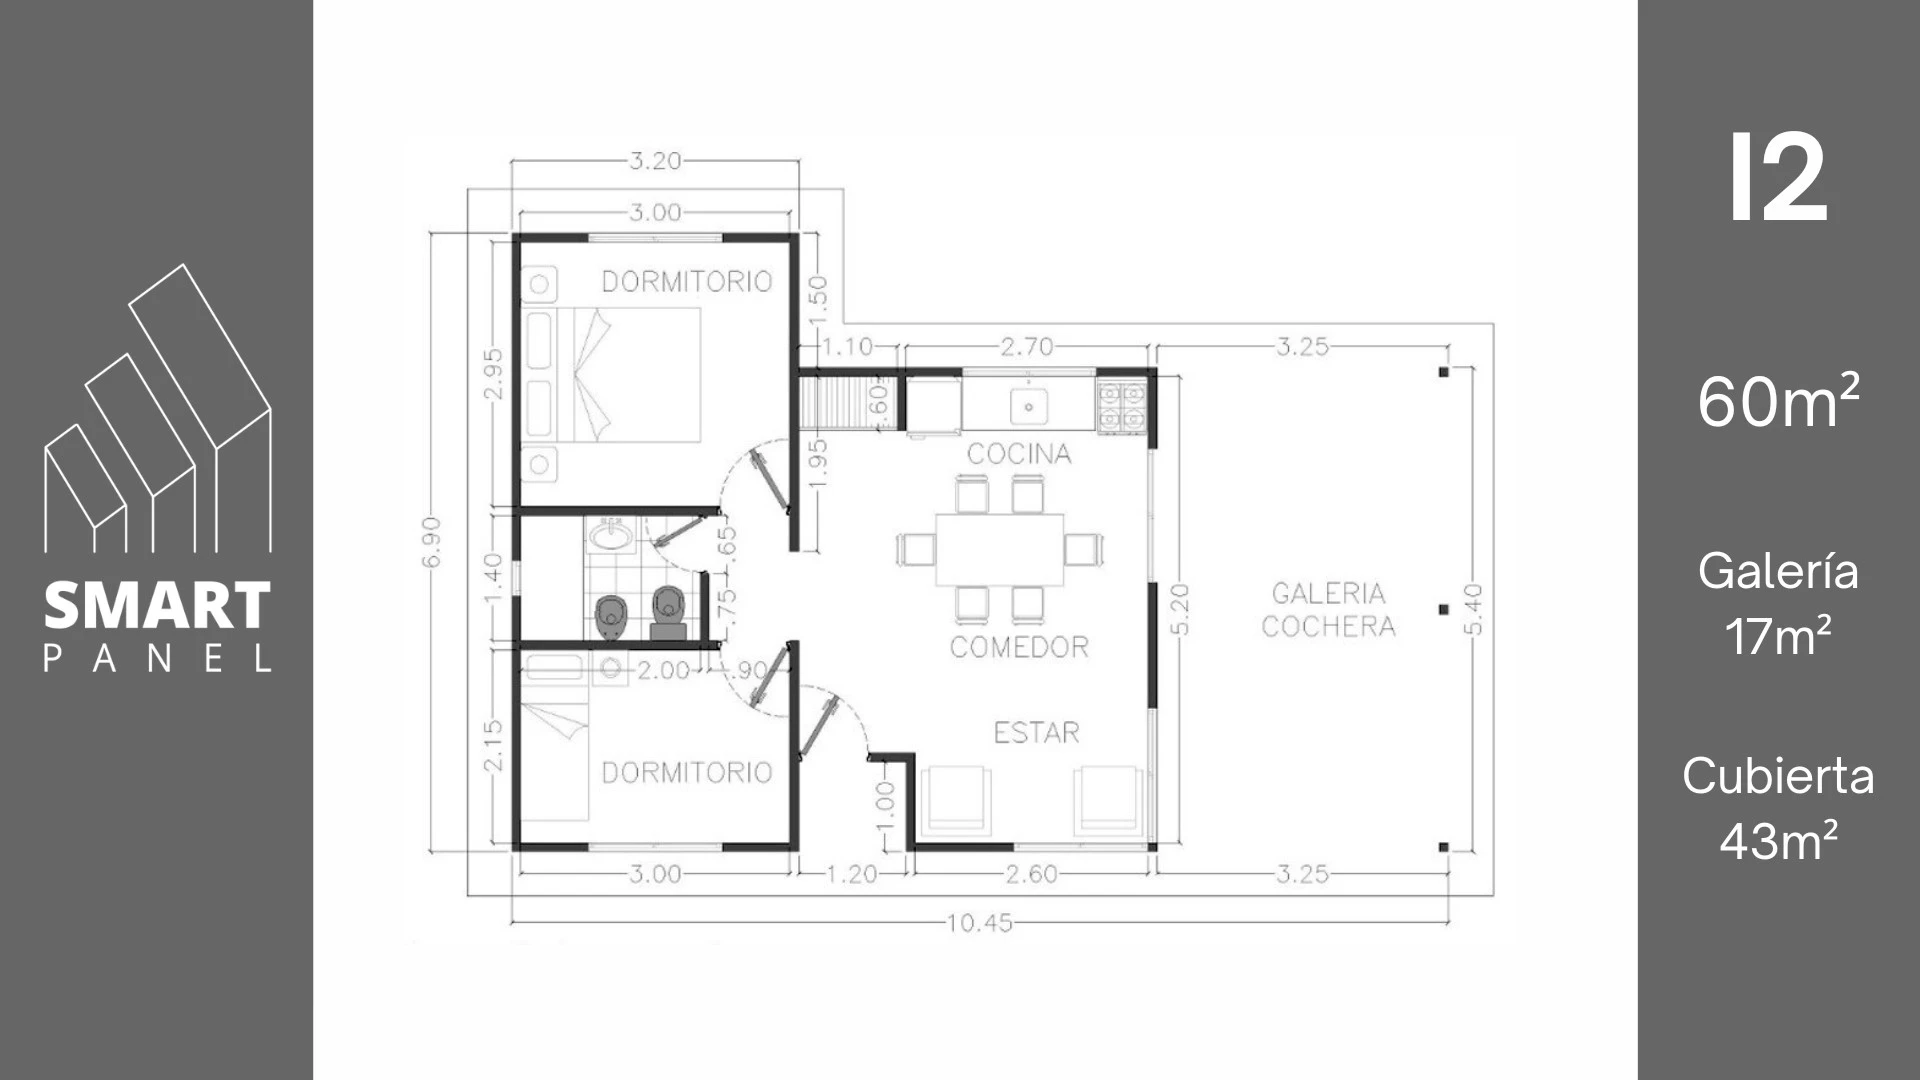 SMART
PANEL
3.20
3.00
DORMITORIO
1.50
2.95
1.10
2.70
3.25
.60
COCINA
1.95
6.90
1.40
.65
.75
5.20
GALERIA
COCHERA
5.40
COMEDOR
2.00
.90
ESTAR
2.15
DORMITORIO
1.00
3.00
1.20
2.60
3.25
10.45
I2
60m²
Galería
17m²
Cubierta
43m²